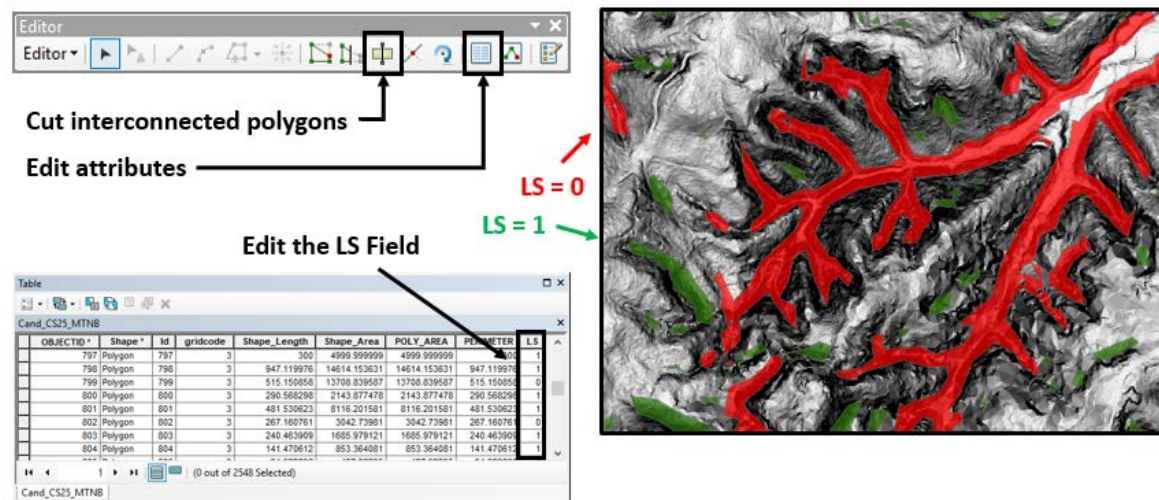 Editor
Editor
Cut interconnected polygons
Edit attributes
LS = 0
LS = 1
Edit the LS Field
Table
Cand_CS25_MTNB
OBJECTID * Shape * Id gridcode Shape_Length Shape_Area POLY_AREA PERIMETER LS
797 Polygon 797 3 300 4999.999999 4999.999999 1
798 Polygon 798 3 947.119976 14614.153631 14614.153631 947.119976 1
799 Polygon 799 3 515.150858 13708.839587 13708.839587 515.150858 0
800 Polygon 800 3 290.568298 2143.877478 2143.877478 290.568298 1
801 Polygon 801 3 481.530623 8116.201581 8116.201581 481.530623 1
802 Polygon 802 3 267.160761 3042.73981 3042.73981 267.160761 0
803 Polygon 803 3 240.463909 1685.979121 1685.979121 240.463909 1
804 Polygon 804 3 141.470612 853.364081 853.364081 141.470612 1
1 (0 out of 2548 Selected)
Cand_CS25_MTNB